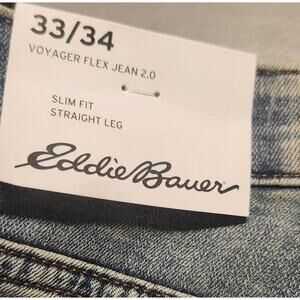 33/34
VOYAGER FLEX JEAN 2.0
SLIM FIT
STRAIGHT LEG
Eddie Bauer